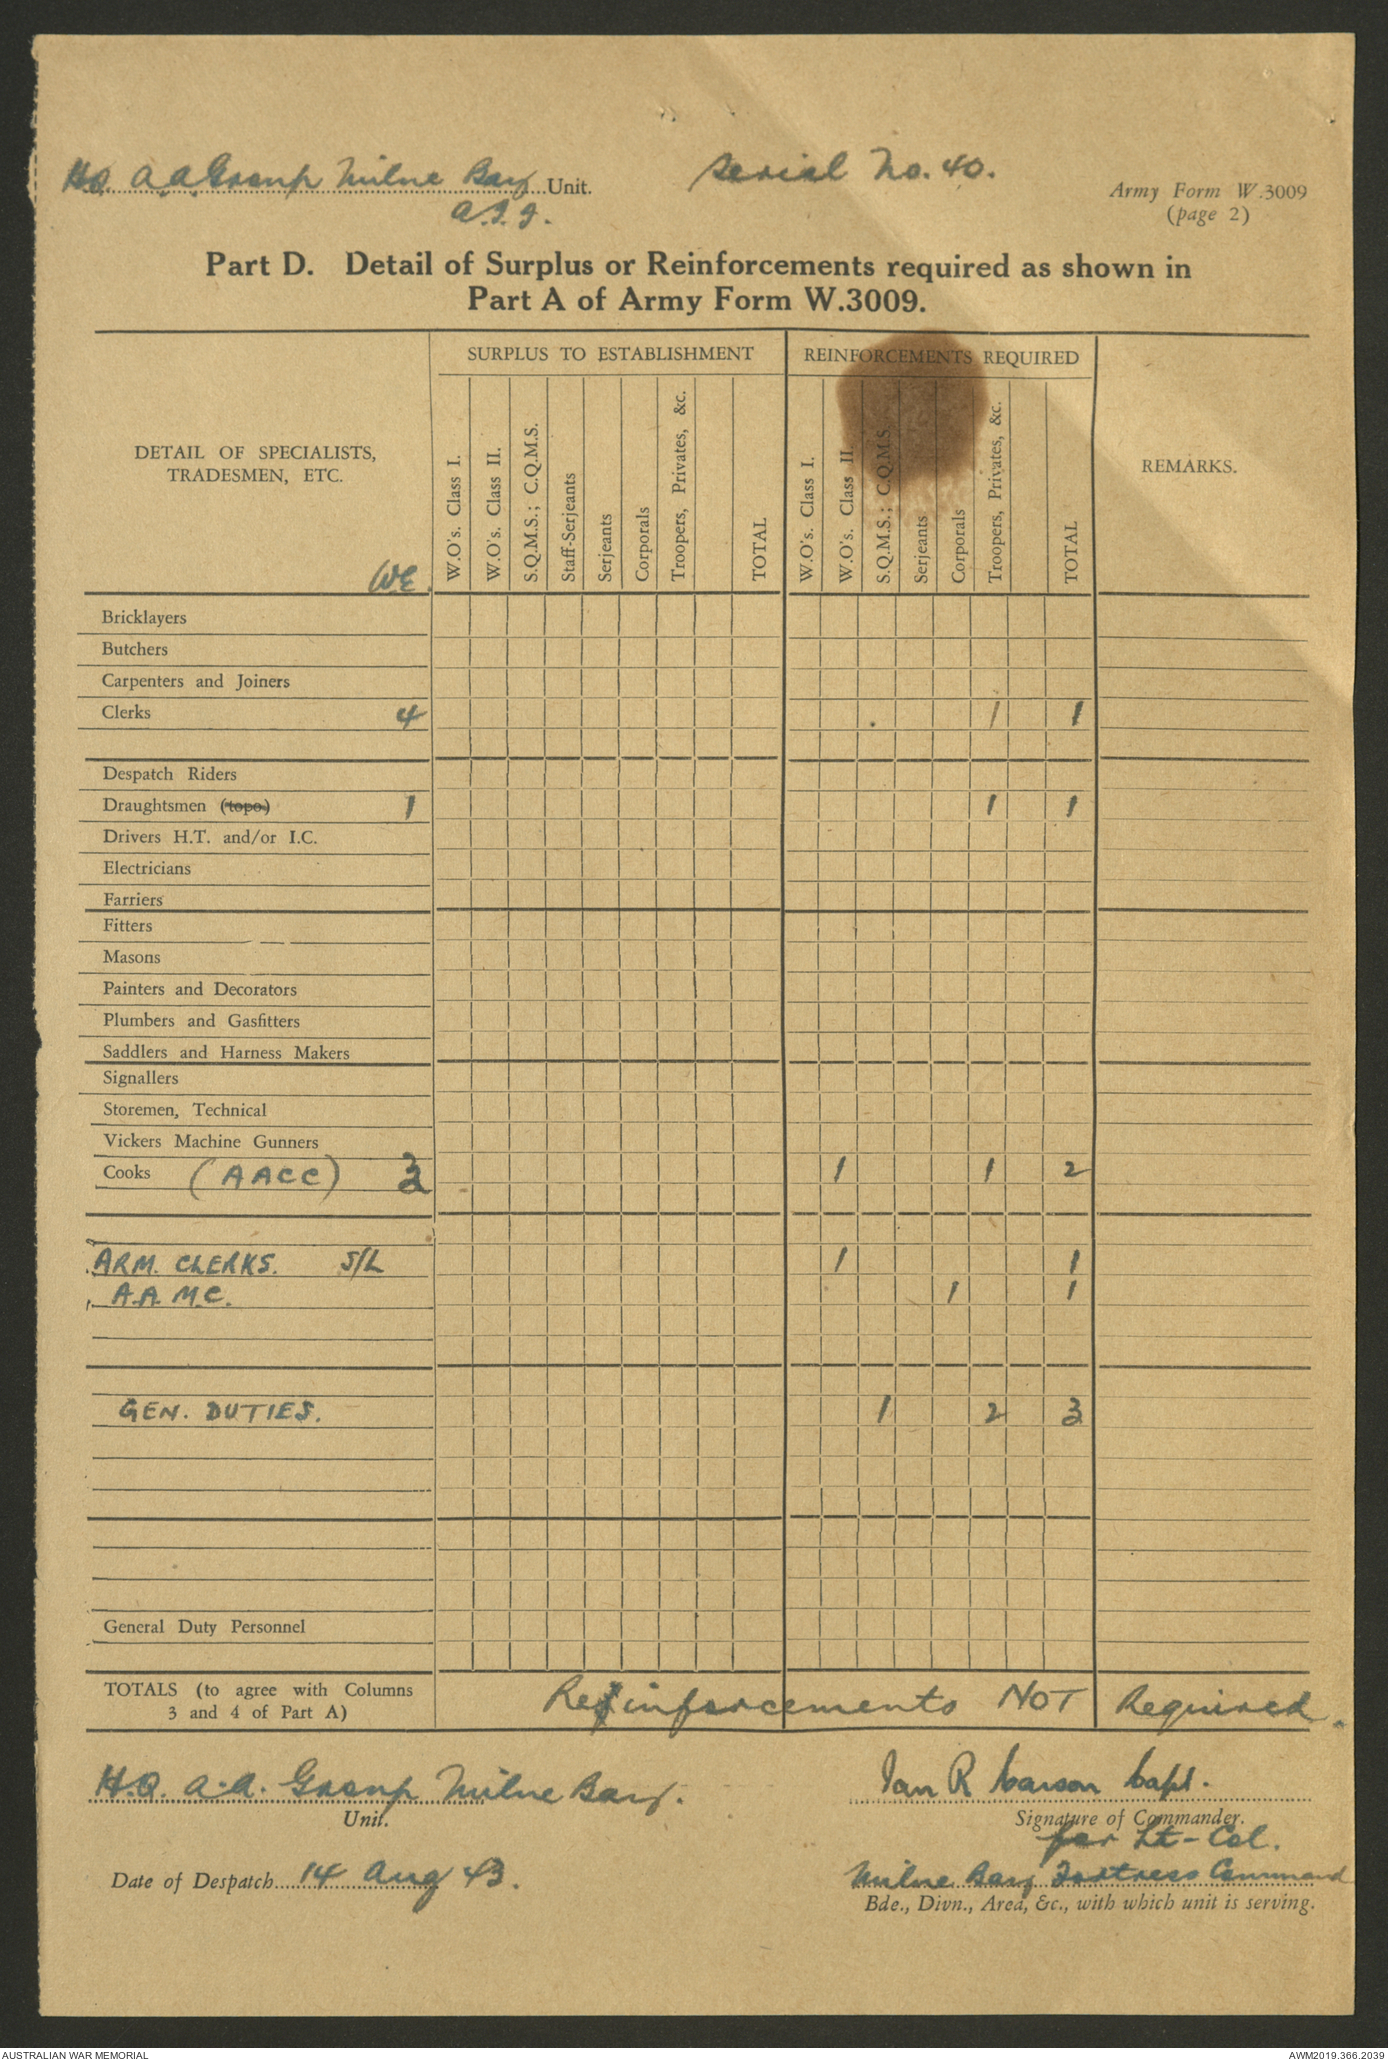 HQ. A.A. Group Milne Bay Unit.
Serial No. 40.
A.I.F.
Army Form W.3009
(page 2)
Part D. Detail of Surplus or Reinforcements required as shown in
Part A of Army Form W.3009.
DETAIL OF SPECIALISTS,
TRADESMEN, ETC.
WE.
SURPLUS TO ESTABLISHMENT
W.O's. Class I.
W.O's. Class II.
S.Q.M.S.; C.Q.M.S.
Staff-Serjeants
Serjeants
Corporals
Troopers, Privates, &c.
TOTAL
REINFORCEMENTS REQUIRED
W.O's. Class I.
W.O's. Class II.
S.Q.M.S.; C.Q.M.S
Serjeants
Corporals
Troopers, Privates, &c.
TOTAL
REMARKS.
Bricklayers
Butchers
Carpenters and Joiners
Clerks 4 1 1
Despatch Riders
Draughtsmen (topo) 1 1 1
Drivers H.T. and/or I.C.
Electricians
Farriers
Fitters
Masons
Painters and Decorators
Plumbers and Gasfitters
Saddlers and Harness Makers
Signallers
Storemen, Technical
Vickers Machine Gunners
Cooks (AACC) 1 1 2
ARM. CLERKS. S/L 1 1
A.A.M.C. 1 1
GEN. DUTIES. 1 2 3
General Duty Personnel
TOTALS (to agree with Columns
3 and 4 of Part A)
Reinforcements NOT Required.
H.Q. A.A. Group Milne Bay.
Unit.
Ian R Carson Capt.
Signature of Commander.
for Lt-Col.
Date of Despatch 14 Aug 43.
Milne Bay Fortress Command
Bde., Divn., Area, &c., with which unit is serving.
AUSTRALIAN WAR MEMORIAL
AWM2019.366.2039